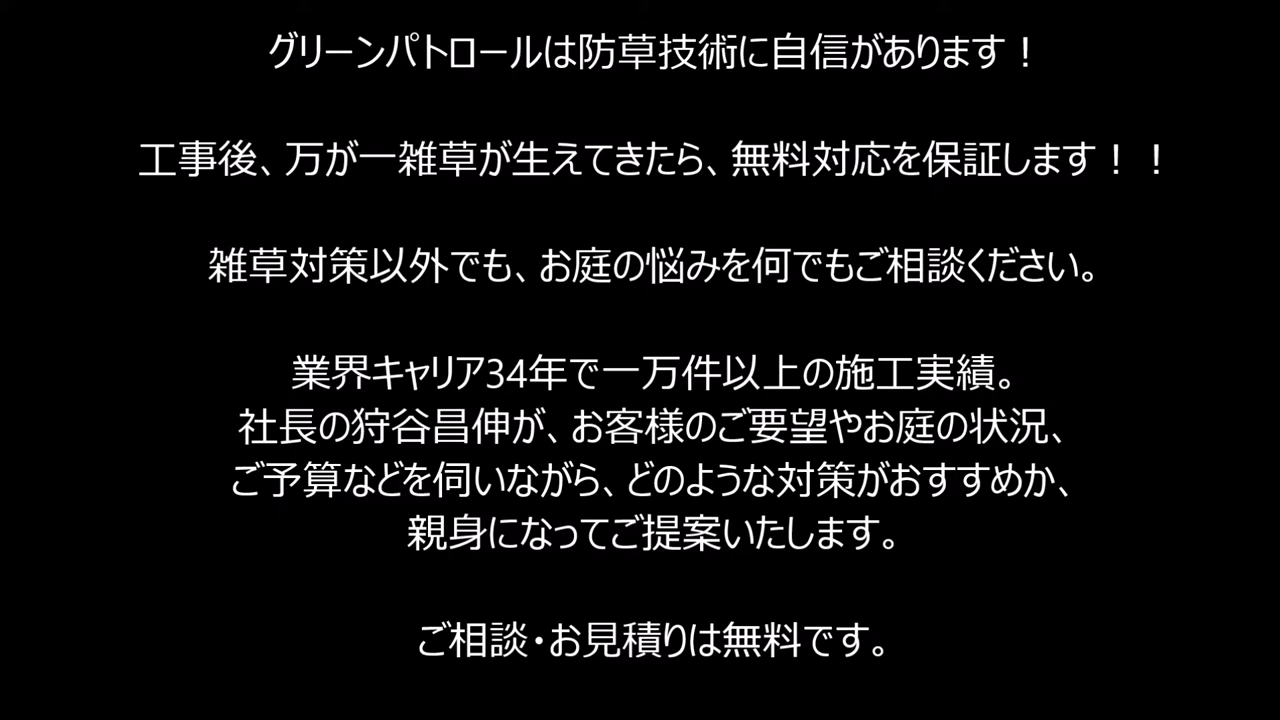 グリーンパトロールは防草技術に自信があります！
工事後、万が一雑草が生えてきたら、無料対応を保証します！！
雑草対策以外でも、お庭の悩みを何でもご相談ください。
業界キャリア34年で一万件以上の施工実績。
社長の狩谷昌伸が、お客様のご要望やお庭の状況、
ご予算などを伺いながら、どのような対策がおすすめか、
親身になってご提案いたします。
ご相談・お見積りは無料です。